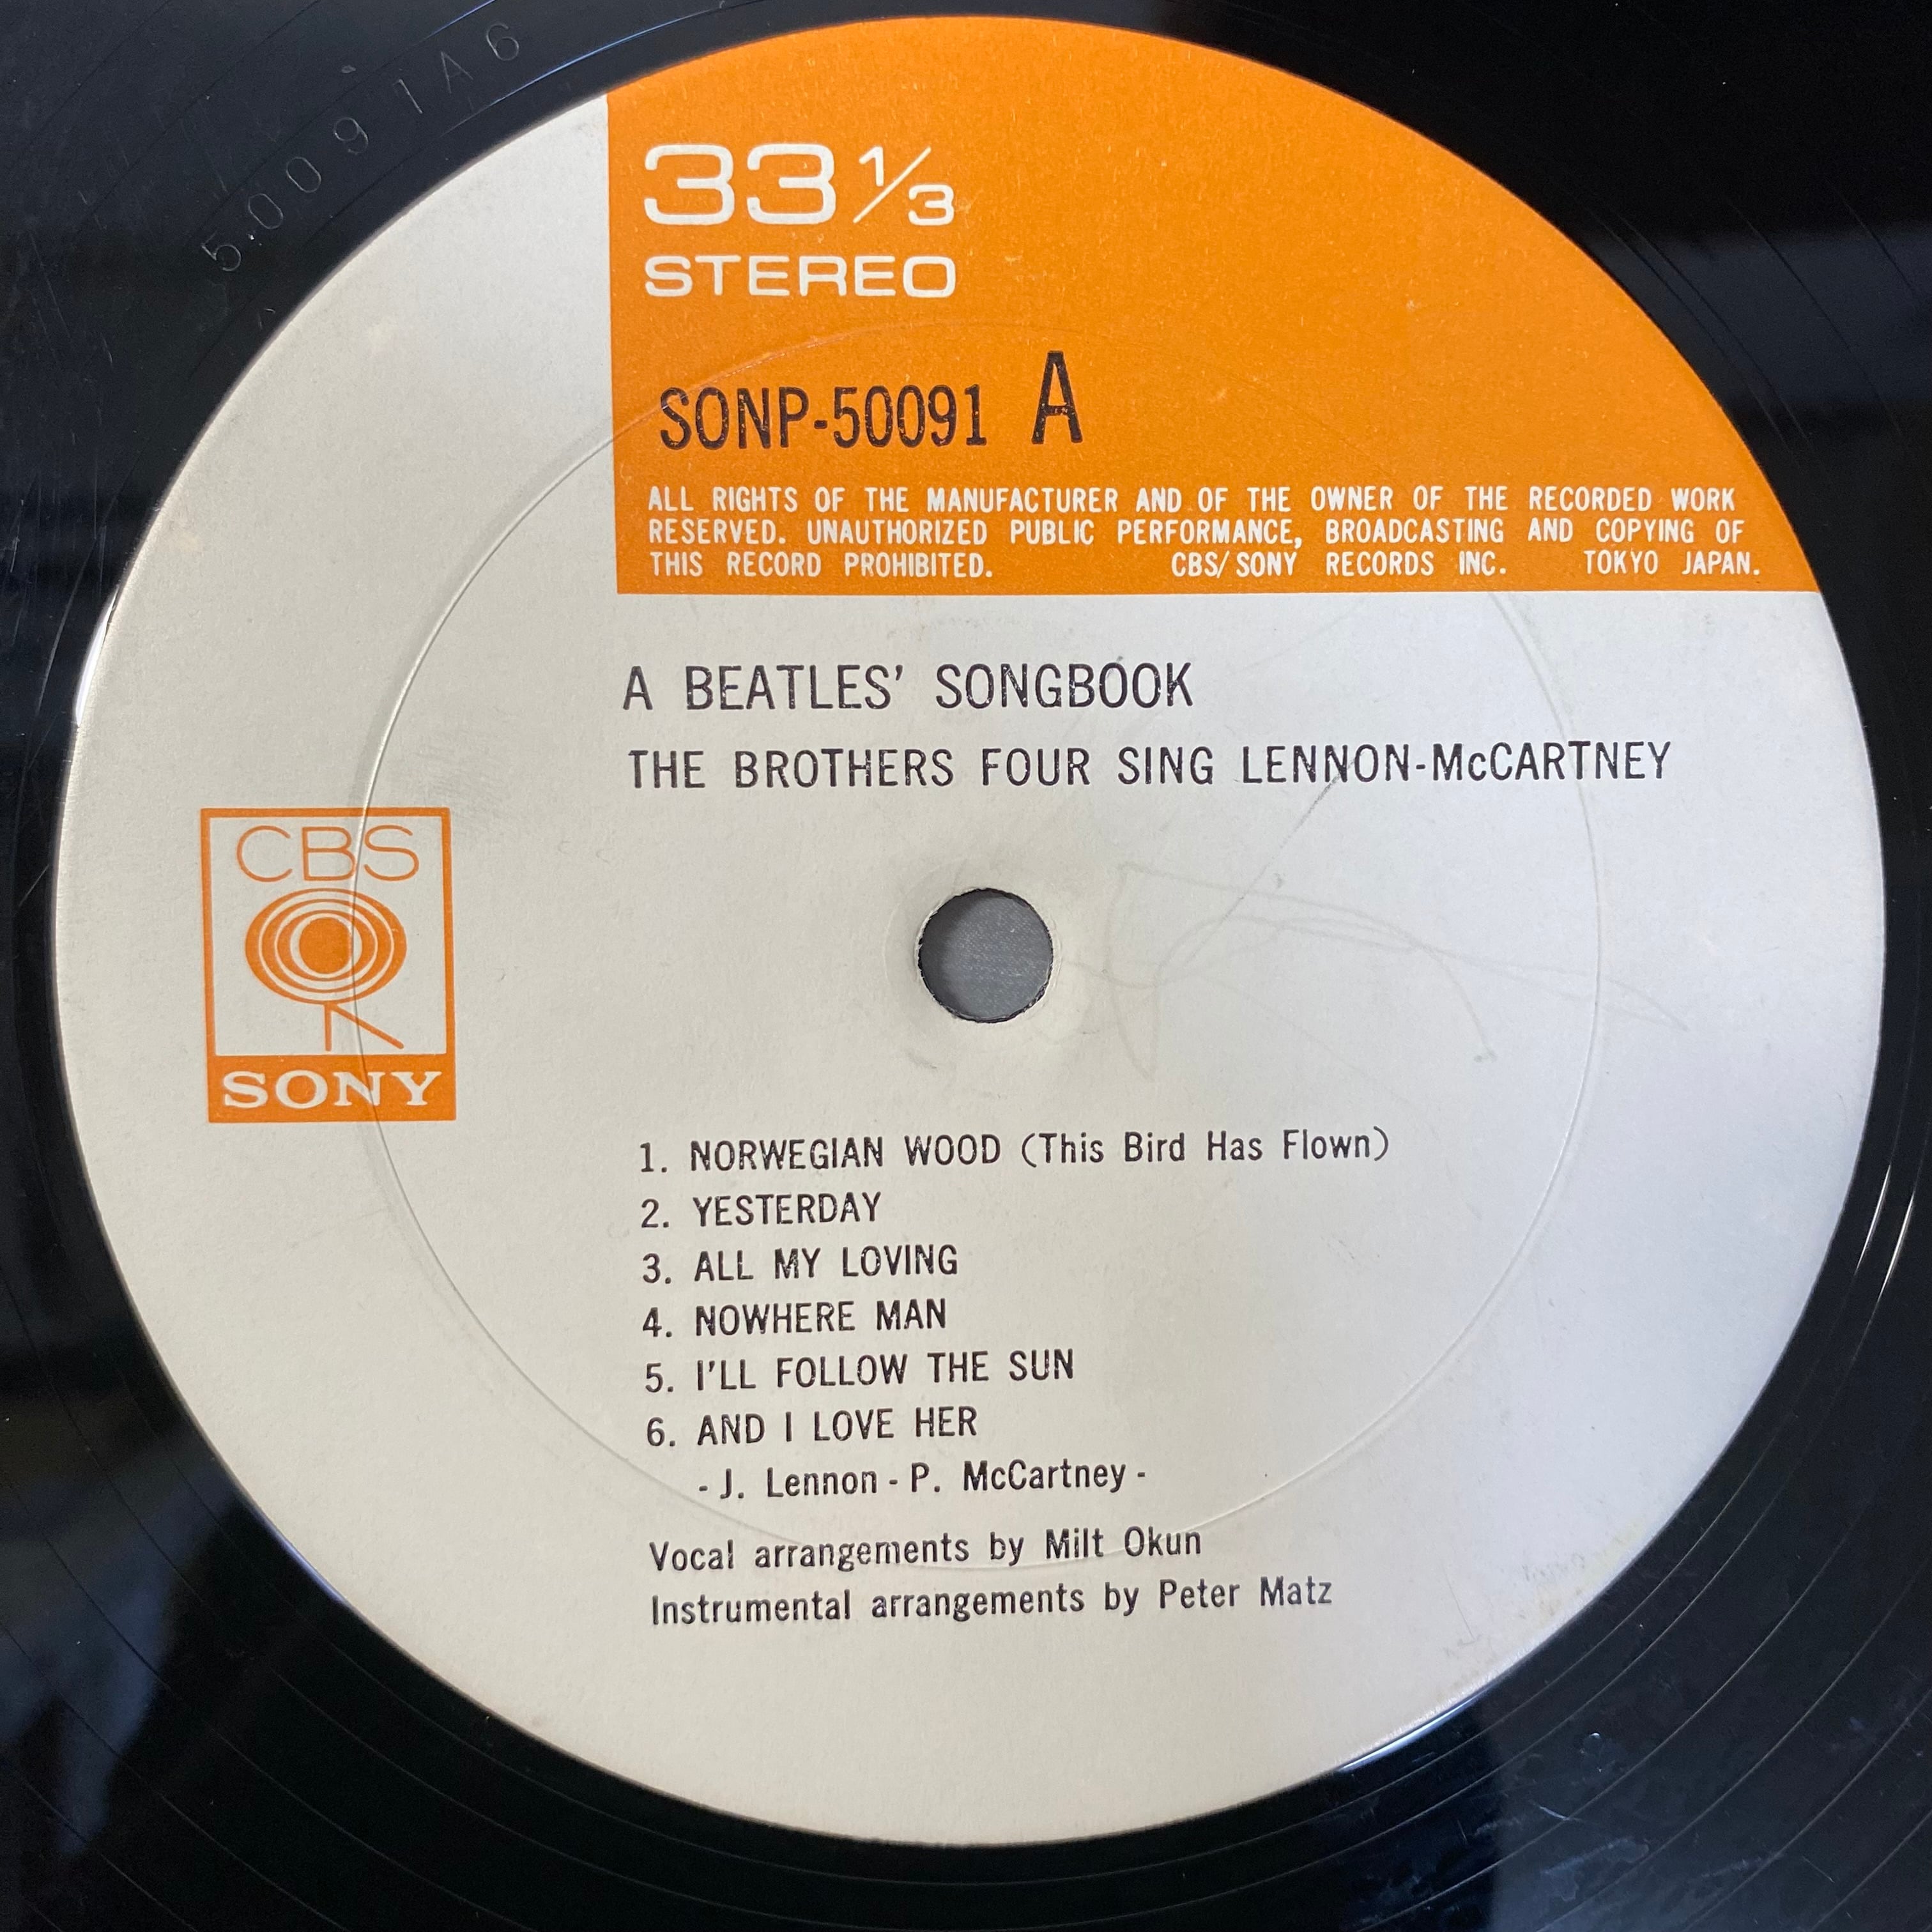 5009 1A6
33 1/3
STEREO
SONP-50091 A
ALL RIGHTS OF THE MANUFACTURER AND OF THE OWNER OF THE RECORDED WORK
RESERVED. UNAUTHORIZED PUBLIC PERFORMANCE, BROADCASTING AND COPYING OF
THIS RECORD PROHIBITED. CBS/SONY RECORDS INC. TOKYO JAPAN.
A BEATLES' SONGBOOK
THE BROTHERS FOUR SING LENNON-McCARTNEY
CBS
SONY
1. NORWEGIAN WOOD (This Bird Has Flown)
2. YESTERDAY
3. ALL MY LOVING
4. NOWHERE MAN
5. I'LL FOLLOW THE SUN
6. AND I LOVE HER
- J. Lennon - P. McCartney -
Vocal arrangements by Milt Okun
Instrumental arrangements by Peter Matz